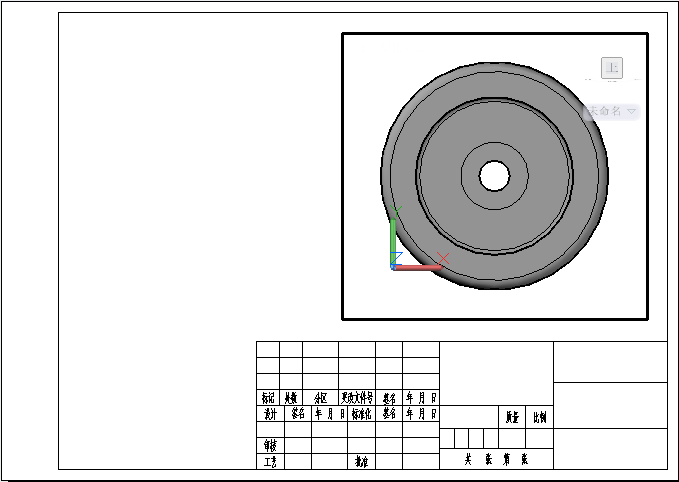 主
未命名
Y
Z X
标记 处数 分区 更改文件号 签名 年 月 日
设计 签名 年 月 日 标准化 签名 年 月 日
质量 比例
审核
工艺 批准
共 张 第 张